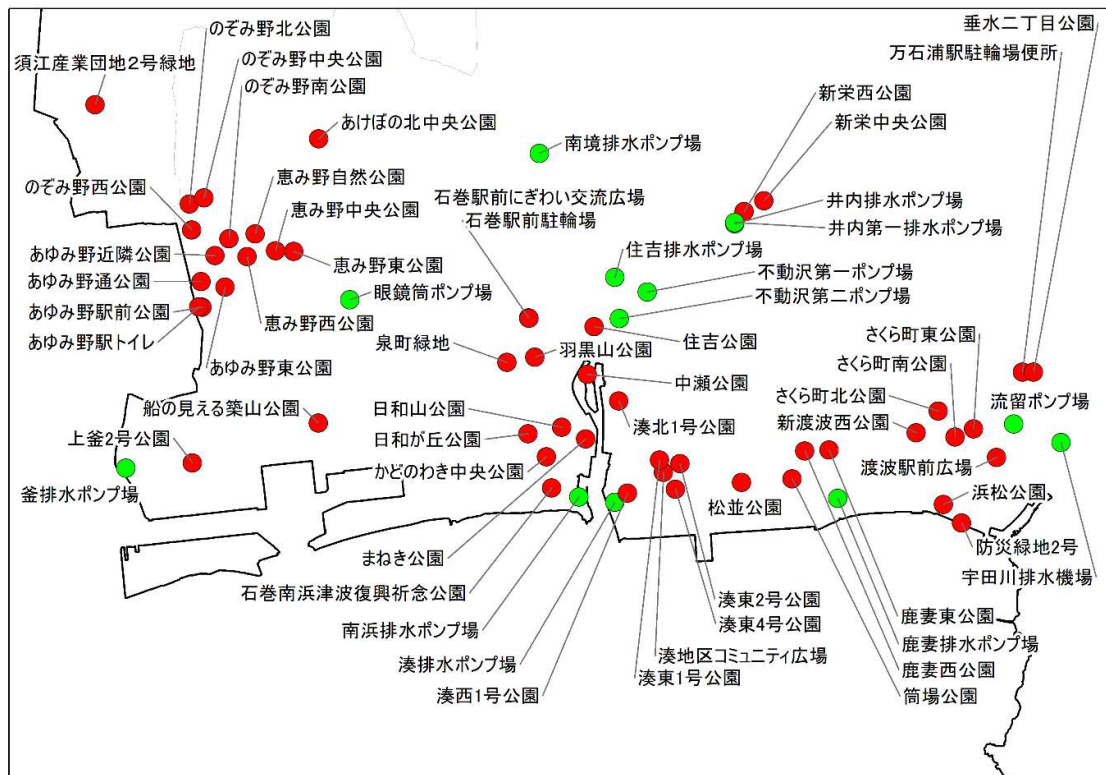 のぞみ野北公園
垂水二丁目公園
須江産業団地2号緑地
のぞみ野中央公園
万石浦駅駐輪場便所
のぞみ野南公園
新栄西公園
あけぼの北中央公園
新栄中央公園
南境排水ポンプ場
のぞみ野西公園
恵み野自然公園
石巻駅前にぎわい交流広場
井内排水ポンプ場
恵み野中央公園
石巻駅前駐輪場
井内第一排水ポンプ場
あゆみ野近隣公園
恵み野東公園
住吉排水ポンプ場
あゆみ野通公園
不動沢第一ポンプ場
眼鏡筒ポンプ場
不動沢第二ポンプ場
あゆみ野駅前公園
恵み野西公園
あゆみ野駅トイレ
泉町緑地
羽黒山公園
住吉公園
さくら町東公園
あゆみ野東公園
さくら町南公園
中瀬公園
さくら町北公園
流留ポンプ場
船の見える築山公園
日和山公園
湊北1号公園
新渡波西公園
上釜2号公園
日和が丘公園
渡波駅前広場
かどのわき中央公園
釜排水ポンプ場
松並公園
浜松公園
まねき公園
防災緑地2号
石巻南浜津波復興祈念公園
宇田川排水機場
湊東2号公園
鹿妻東公園
南浜排水ポンプ場
湊東4号公園
鹿妻排水ポンプ場
湊排水ポンプ場
湊地区コミュニティ広場
鹿妻西公園
湊西1号公園
湊東1号公園
筒場公園